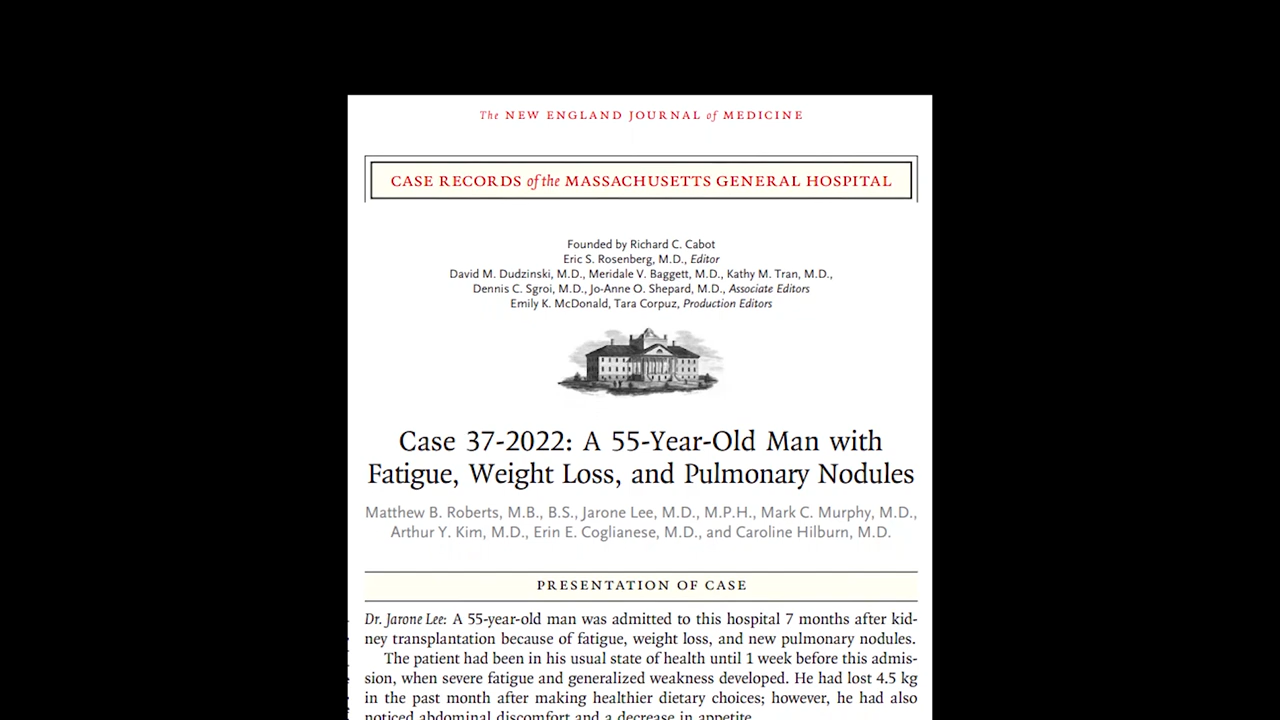 The NEW ENGLAND JOURNAL of MEDICINE
CASE RECORDS of the MASSACHUSETTS GENERAL HOSPITAL
Founded by Richard C. Cabot
Eric S. Rosenberg, M.D., Editor
David M. Dudzinski, M.D., Meridale V. Baggett, M.D., Kathy M. Tran, M.D.,
Dennis C. Sgroi, M.D., Jo-Anne O. Shepard, M.D., Associate Editors
Emily K. McDonald, Tara Corpuz, Production Editors
Case 37-2022: A 55-Year-Old Man with
Fatigue, Weight Loss, and Pulmonary Nodules
Matthew B. Roberts, M.B., B.S., Jarone Lee, M.D., M.P.H., Mark C. Murphy, M.D.,
Arthur Y. Kim, M.D., Erin E. Coglianese, M.D., and Caroline Hilburn, M.D.
PRESENTATION OF CASE
Dr. Jarone Lee: A 55-year-old man was admitted to this hospital 7 months after kid-
ney transplantation because of fatigue, weight loss, and new pulmonary nodules.
The patient had been in his usual state of health until 1 week before this admis-
sion, when severe fatigue and generalized weakness developed. He had lost 4.5 kg
in the past month after making healthier dietary choices; however, he had also
noticed abdominal discomfort and a decrease in appetite.